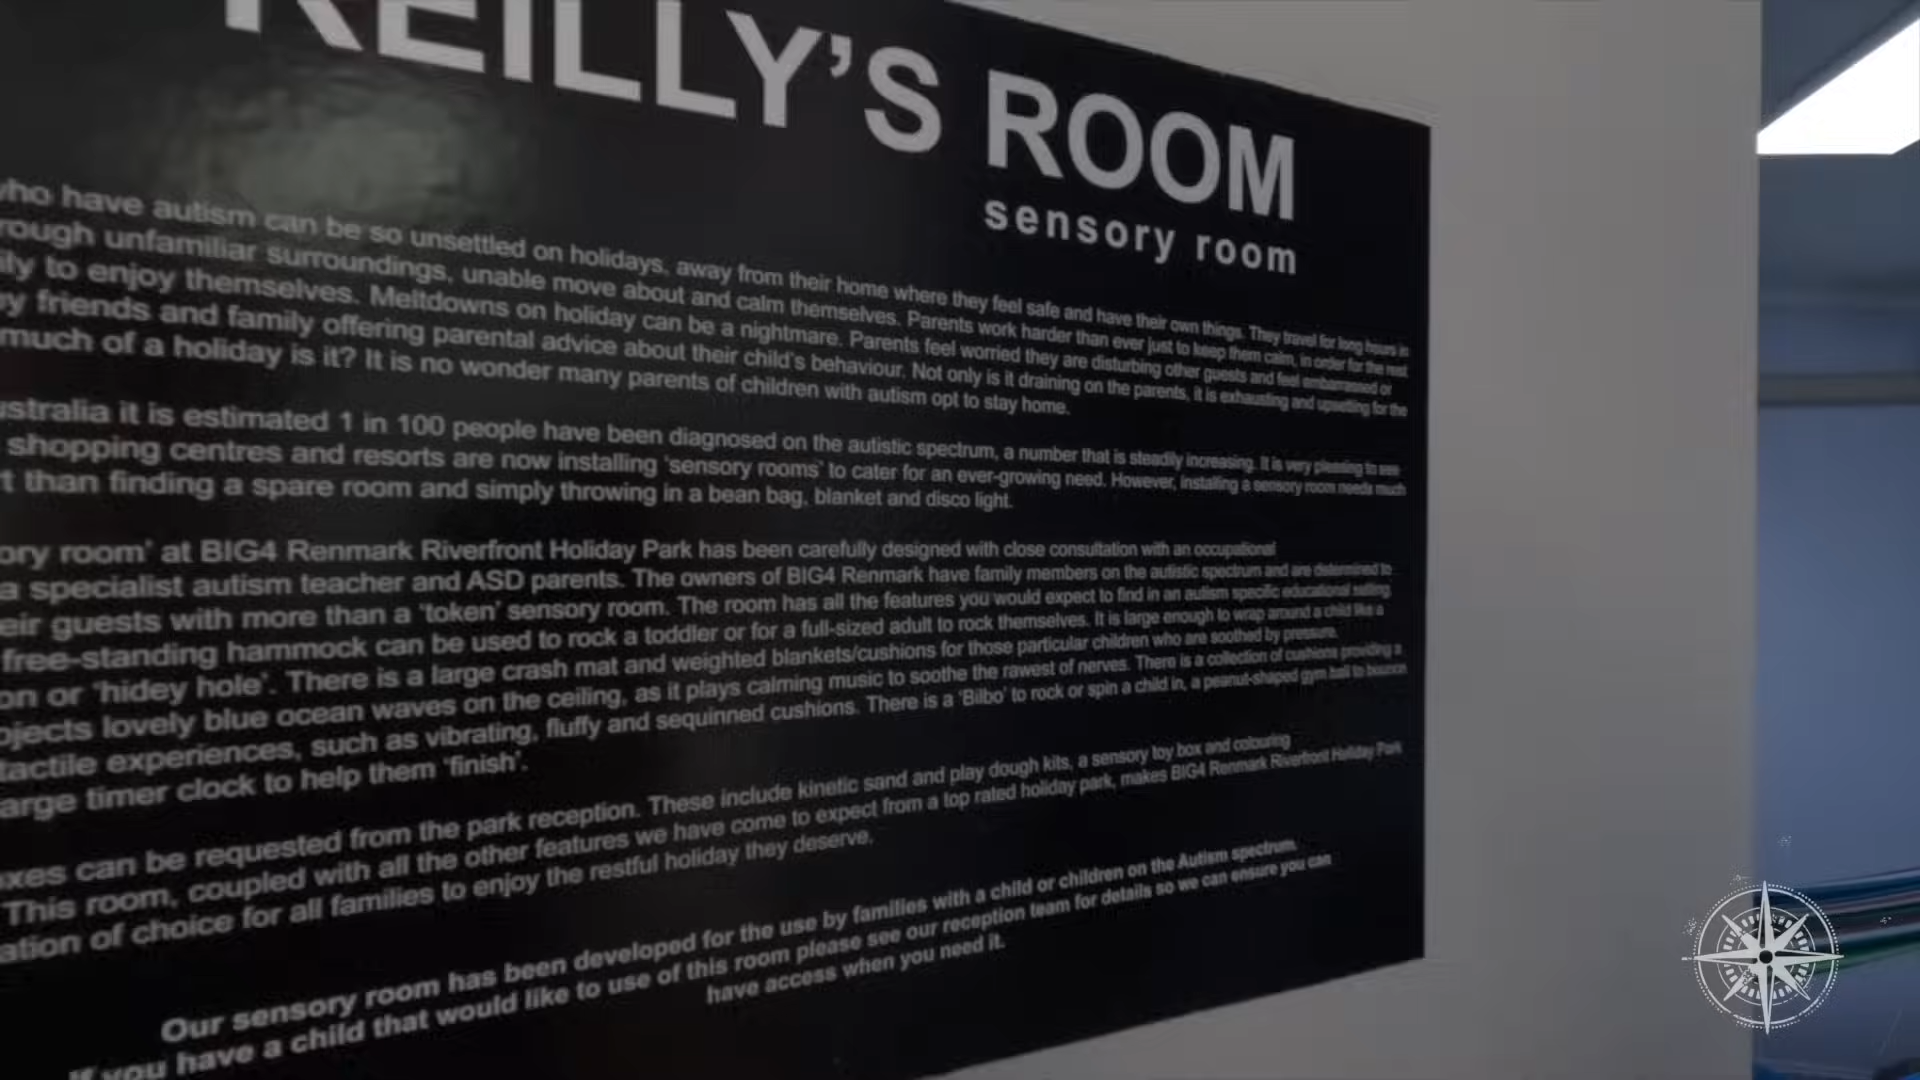 REILLY'S ROOM
sensory room
who have autism can be so unsettled on holidays, away from their home where they feel safe and have their own things. They travel for long hours in
rough unfamiliar surroundings, unable move about and calm themselves. Parents work harder than ever just to keep them calm, in order for the rest
ily to enjoy themselves. Meltdowns on holiday can be a nightmare. Parents feel worried they are disturbing other guests and feel embarrassed or
by friends and family offering parental advice about their child's behaviour. Not only is it draining on the parents, it is exhausting and upsetting for the
much of a holiday is it? It is no wonder many parents of children with autism opt to stay home.
ustralia it is estimated 1 in 100 people have been diagnosed on the autistic spectrum, a number that is steadily increasing. It is very pleasing to see
shopping centres and resorts are now installing 'sensory rooms' to cater for an ever-growing need. However, installing a sensory room needs much
t than finding a spare room and simply throwing in a bean bag, blanket and disco light.
ory room' at BIG4 Renmark Riverfront Holiday Park has been carefully designed with close consultation with an occupational
a specialist autism teacher and ASD parents. The owners of BIG4 Renmark have family members on the autistic spectrum and are determined to
eir guests with more than a 'token' sensory room. The room has all the features you would expect to find in an autism specific educational setting.
free-standing hammock can be used to rock a toddler or for a full-sized adult to rock themselves. It is large enough to wrap around a child like a
on or 'hidey hole'. There is a large crash mat and weighted blankets/cushions for those particular children who are soothed by pressure.
ojects lovely blue ocean waves on the ceiling, as it plays calming music to soothe the rawest of nerves. There is a collection of cushions providing a
tactile experiences, such as vibrating, fluffy and sequinned cushions. There is a 'Bilbo' to rock or spin a child in, a peanut-shaped gym ball to bounce
arge timer clock to help them 'finish'.
oxes can be requested from the park reception. These include kinetic sand and play dough kits, a sensory toy box and colouring
This room, coupled with all the other features we have come to expect from a top rated holiday park, makes BIG4 Renmark Riverfront Holiday Park
ation of choice for all families to enjoy the restful holiday they deserve.
Our sensory room has been developed for the use by families with a child or children on the Autism spectrum.
If you have a child that would like to use of this room please see our reception team for details so we can ensure you can
have access when you need it.